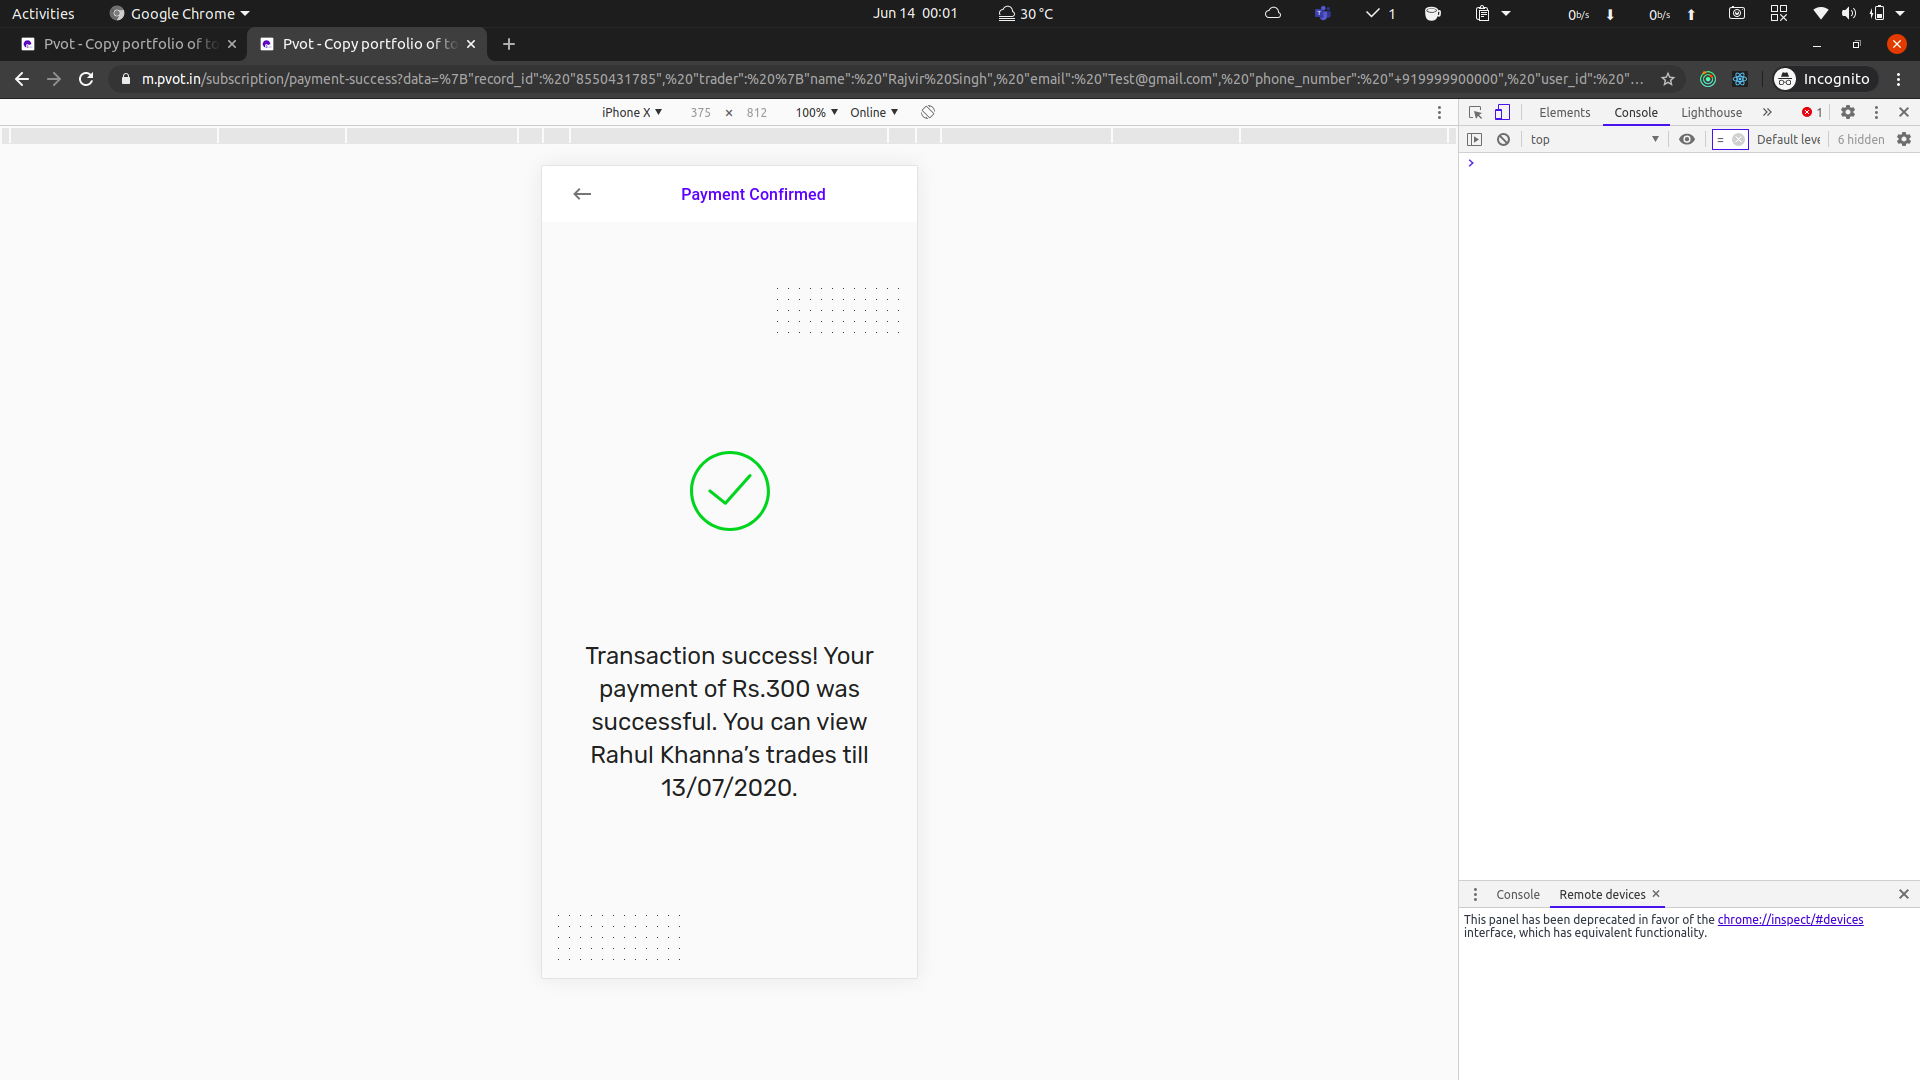 Activities
Google Chrome
Jun 14 00:01
30 °C
1
0b/s
0b/s
Pvot - Copy portfolio of to
Pvot - Copy portfolio of to
m.pvot.in/subscription/payment-success?data=%7B"record_id":%20"8550431785",%20"trader":%20%7B"name":%20"Rajvir%20Singh",%20"email":%20"Test@gmail.com",%20"phone_number":%20"+919999900000",%20"user_id":%20"...
Incognito
iPhone X
375 × 812
100%
Online
Elements
Console
Lighthouse
1
top
=
Default leve
6 hidden
Payment Confirmed
Transaction success! Your
payment of Rs.300 was
successful. You can view
Rahul Khanna’s trades till
13/07/2020.
Console
Remote devices
This panel has been deprecated in favor of the chrome://inspect/#devices
interface, which has equivalent functionality.